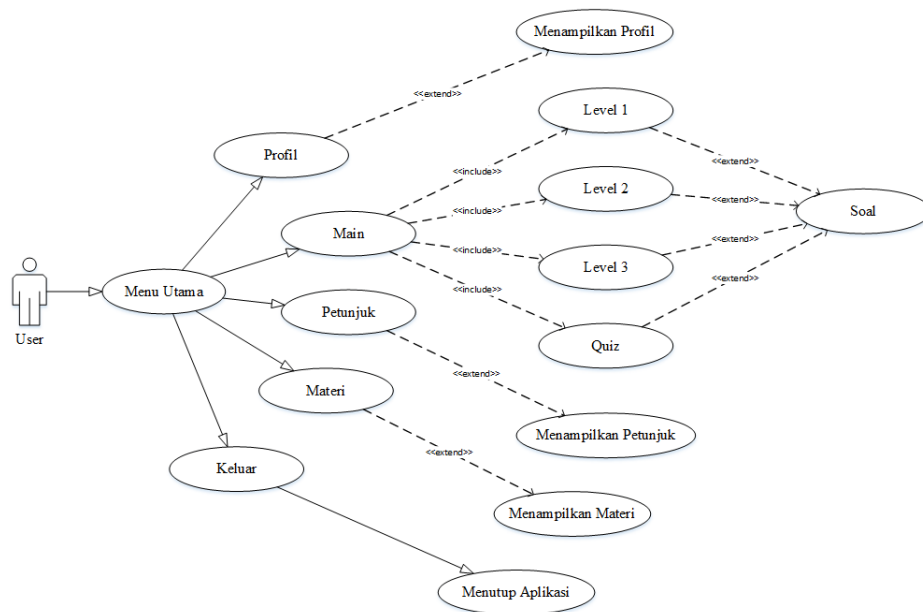 Menampilkan Profil
<<extend>>
Level 1
Profil
<<extend>>
<<include>>
Level 2
<<extend>>
Soal
<<include>>
Main
<<extend>>
<<include>>
Level 3
Menu Utama
<<include>>
<<extend>>
Petunjuk
User
Quiz
<<extend>>
Materi
Menampilkan Petunjuk
<<extend>>
Keluar
Menampilkan Materi
Menutup Aplikasi